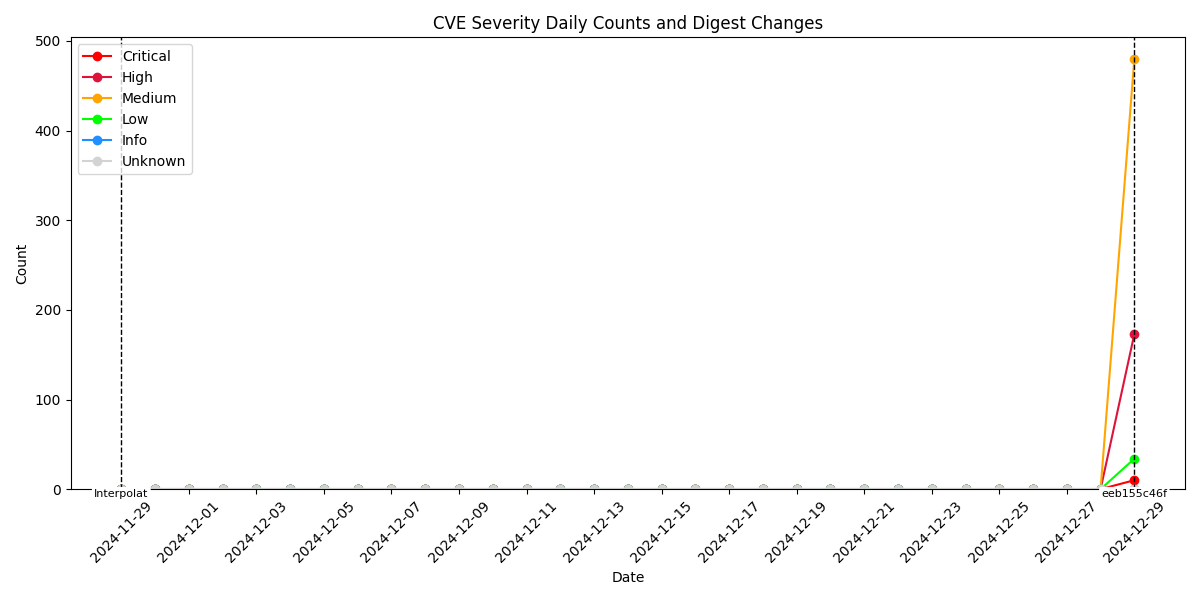 CVE Severity Daily Counts and Digest Changes
Critical
High
Medium
Low
Info
Unknown
Count
500
400
300
200
100
0
Interpolat
eeb155c46f
2024-11-29
2024-12-01
2024-12-03
2024-12-05
2024-12-07
2024-12-09
2024-12-11
2024-12-13
2024-12-15
2024-12-17
2024-12-19
2024-12-21
2024-12-23
2024-12-25
2024-12-27
2024-12-29
Date